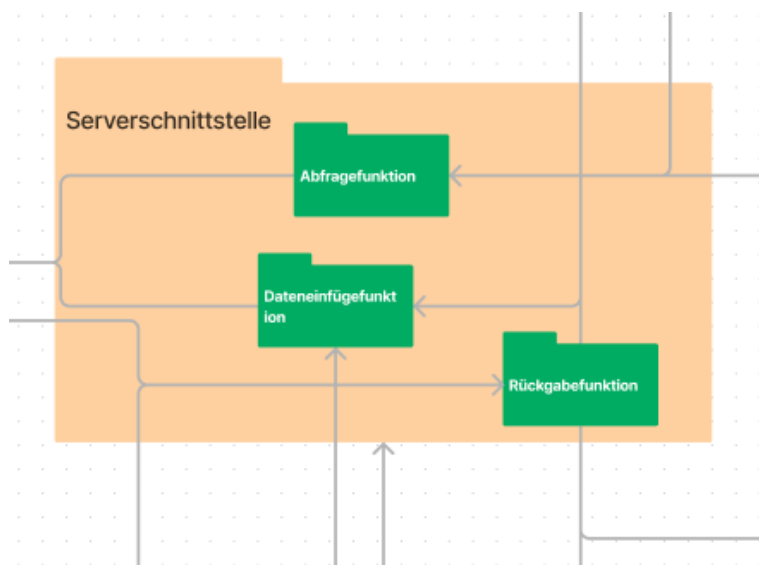 Serverschnittstelle
Abfragefunktion
Dateneinfügefunkt
ion
Rückgabefunktion